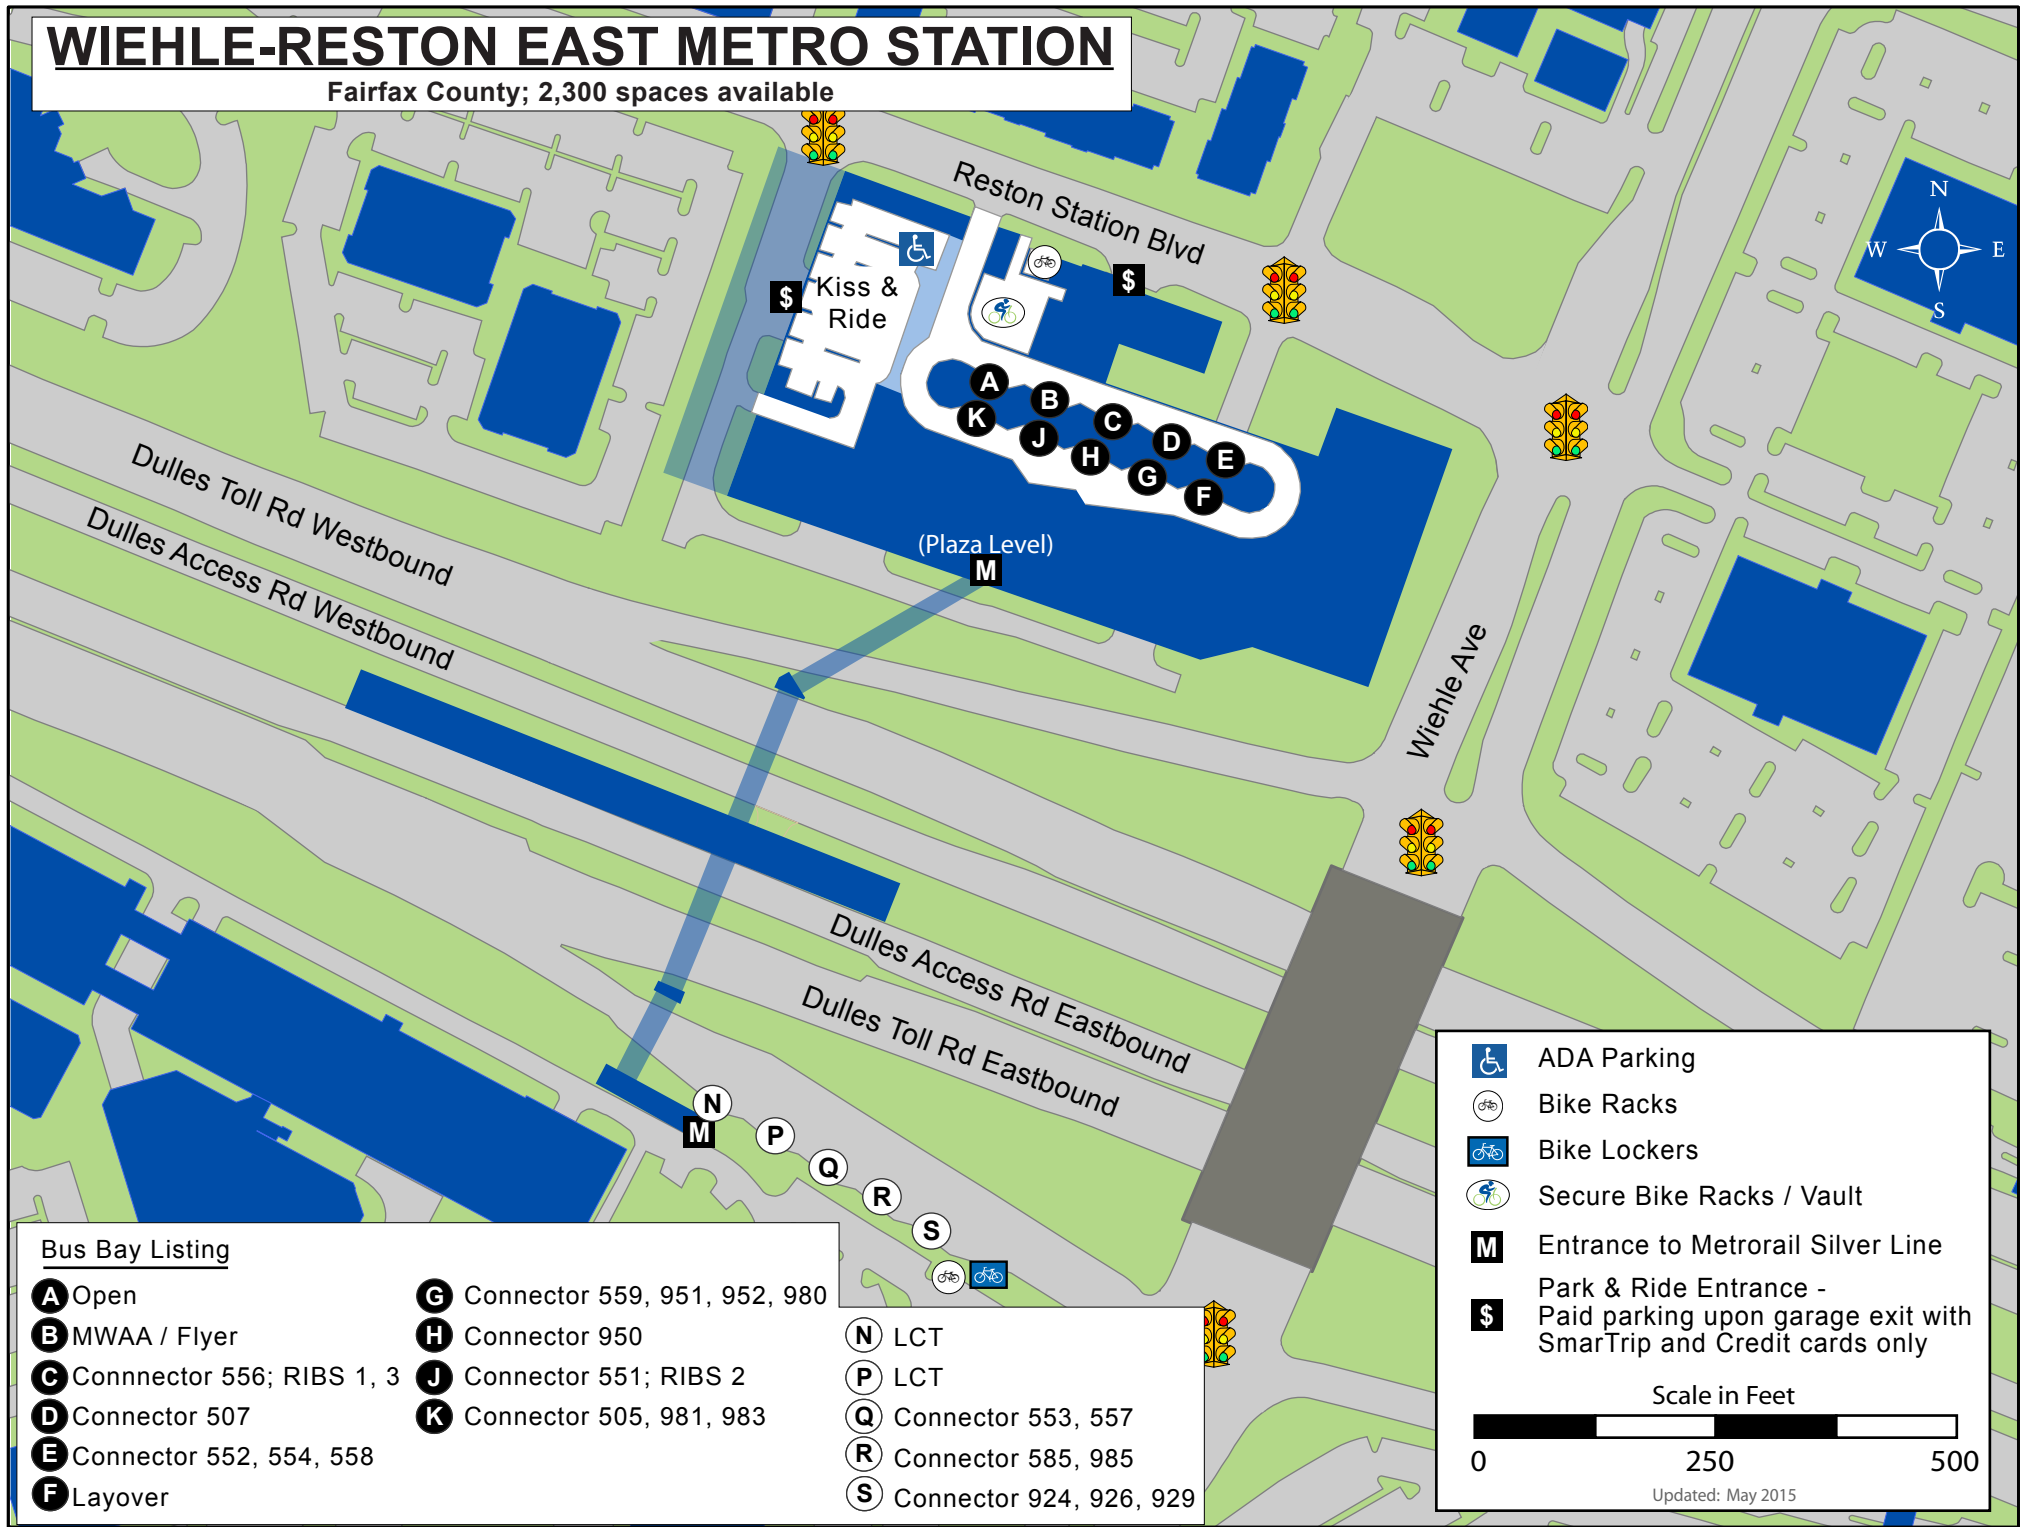 WIEHLE-RESTON EAST METRO STATION
Fairfax County; 2,300 spaces available
Reston Station Blvd
N
W E
S
$
$
Kiss &
Ride
A
B
C
D
E
K
J
H
G
F
(Plaza Level)
M
Dulles Toll Rd Westbound
Dulles Access Rd Westbound
Wiehle Ave
Dulles Access Rd Eastbound
Dulles Toll Rd Eastbound
N
M
P
Q
R
S
Bus Bay Listing
A Open
B MWAA / Flyer
C Connnector 556; RIBS 1, 3
D Connector 507
E Connector 552, 554, 558
F Layover
G Connector 559, 951, 952, 980
H Connector 950
J Connector 551; RIBS 2
K Connector 505, 981, 983
N LCT
P LCT
Q Connector 553, 557
R Connector 585, 985
S Connector 924, 926, 929
ADA Parking
Bike Racks
Bike Lockers
Secure Bike Racks / Vault
M Entrance to Metrorail Silver Line
Park & Ride Entrance -
$ Paid parking upon garage exit with
SmarTrip and Credit cards only
Scale in Feet
0 250 500
Updated: May 2015